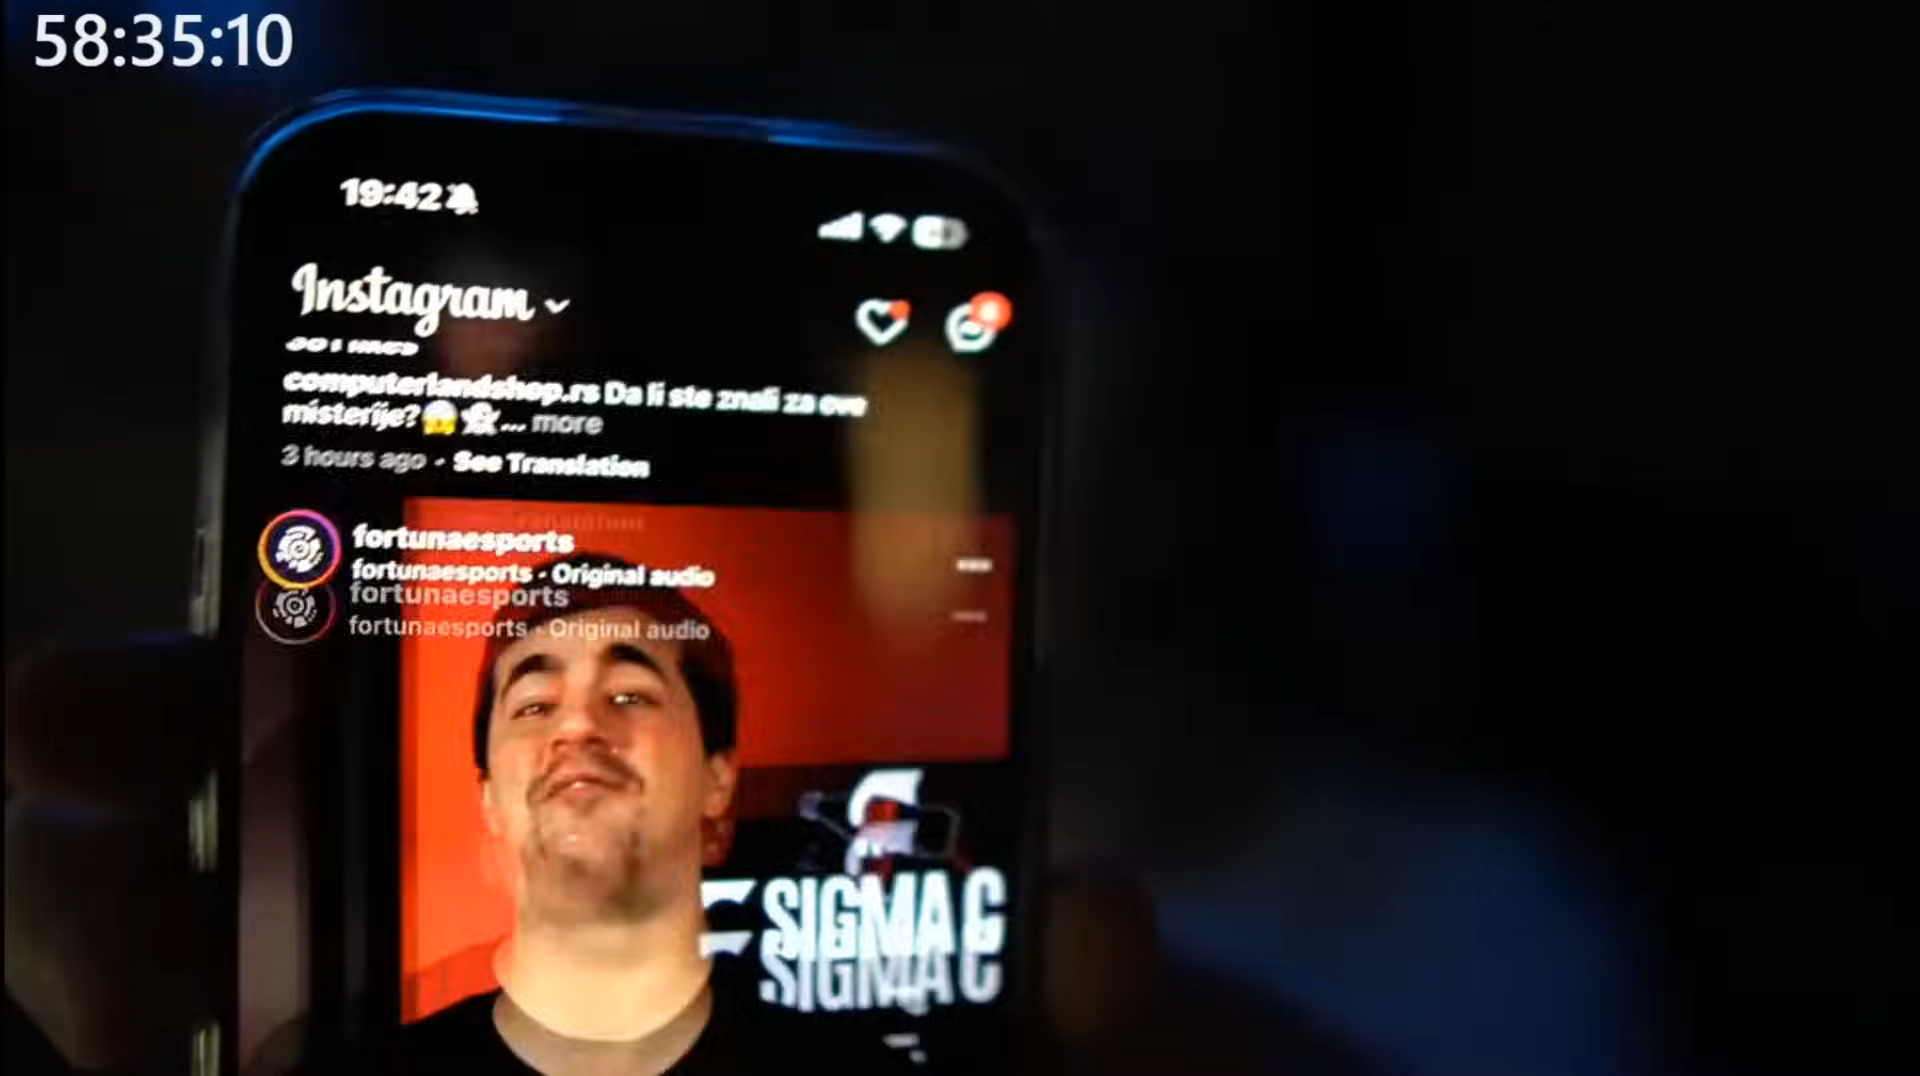 58:35:10
19:42
Instagram
computerlandshop.rs Da li ste znali za ove
misterije?😱👻... more
3 hours ago · See Translation
fortunaesports
fortunaesports · Original audio
fortunaesports
fortunaesports · Original audio
SIGMA
SIGMA